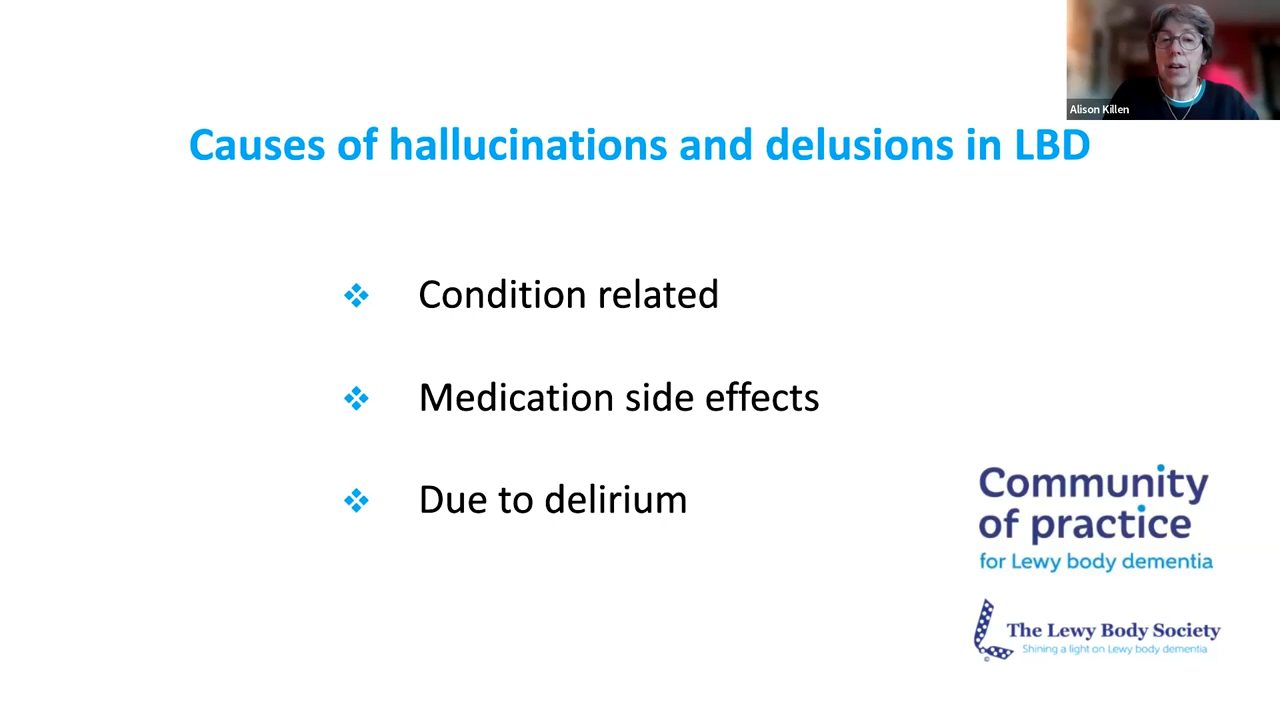 Alison Killen
Causes of hallucinations and delusions in LBD
Condition related
Medication side effects
Due to delirium
Community
of practice
for Lewy body dementia
The Lewy Body Society
Shining a light on Lewy body dementia
©